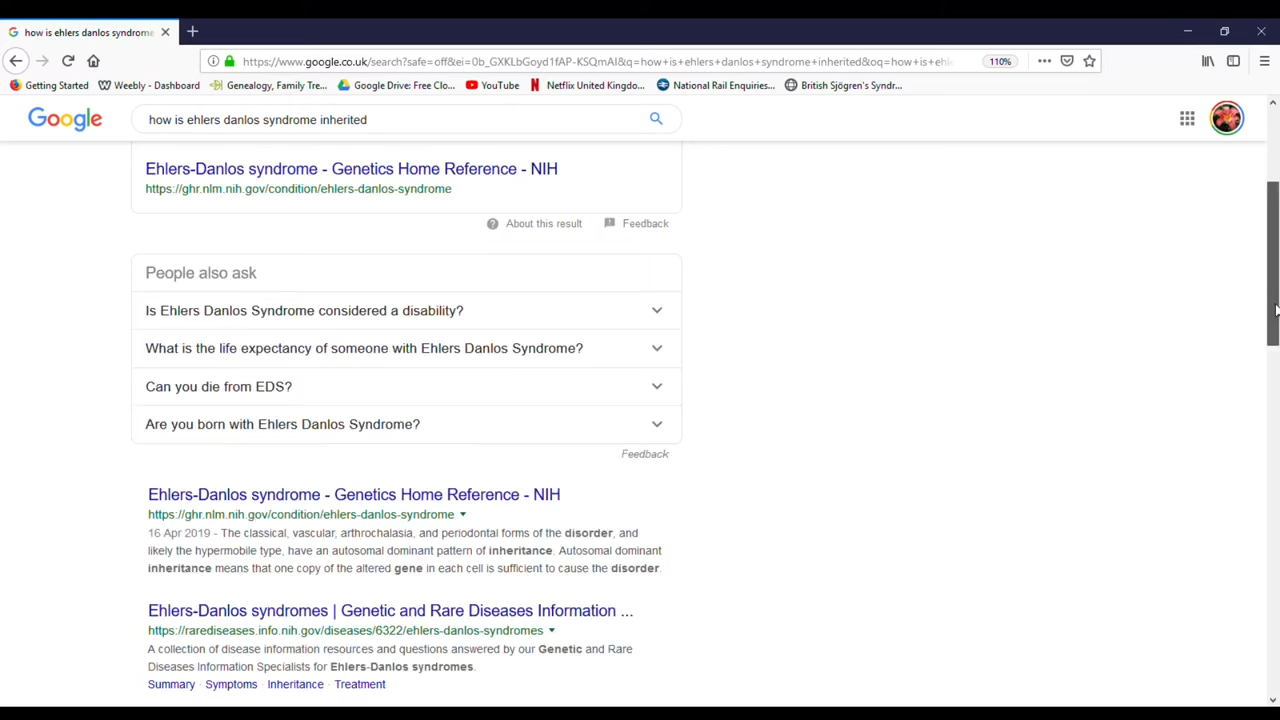 how is ehlers danlos syndrome
https://www.google.co.uk/search?safe=off&ei=0b_GXKLbGoyd1fAP-KSQmAI&q=how+is+ehlers+danlos+syndrome+inherited&oq=how+is+ehle
110%
Getting Started
Weebly - Dashboard
Genealogy, Family Tre...
Google Drive: Free Clo...
YouTube
Netflix United Kingdo...
National Rail Enquiries...
British Sjögren's Syndr...
Google
how is ehlers danlos syndrome inherited
Ehlers-Danlos syndrome - Genetics Home Reference - NIH
https://ghr.nlm.nih.gov/condition/ehlers-danlos-syndrome
About this result
Feedback
People also ask
Is Ehlers Danlos Syndrome considered a disability?
What is the life expectancy of someone with Ehlers Danlos Syndrome?
Can you die from EDS?
Are you born with Ehlers Danlos Syndrome?
Feedback
Ehlers-Danlos syndrome - Genetics Home Reference - NIH
https://ghr.nlm.nih.gov/condition/ehlers-danlos-syndrome
16 Apr 2019 - The classical, vascular, arthrochalasia, and periodontal forms of the disorder, and
likely the hypermobile type, have an autosomal dominant pattern of inheritance. Autosomal dominant
inheritance means that one copy of the altered gene in each cell is sufficient to cause the disorder.
Ehlers-Danlos syndromes | Genetic and Rare Diseases Information ...
https://rarediseases.info.nih.gov/diseases/6322/ehlers-danlos-syndromes
A collection of disease information resources and questions answered by our Genetic and Rare
Diseases Information Specialists for Ehlers-Danlos syndromes.
Summary · Symptoms · Inheritance · Treatment